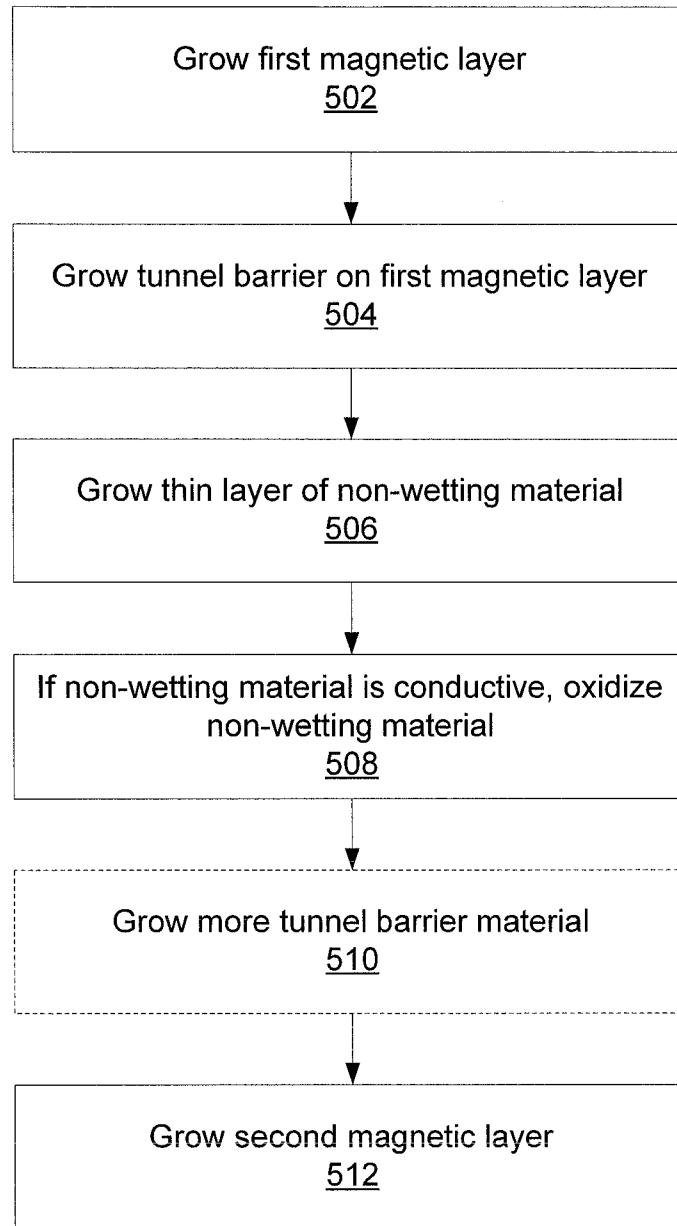 Grow first magnetic layer
502
Grow tunnel barrier on first magnetic layer
504
Grow thin layer of non-wetting material
506
If non-wetting material is conductive, oxidize
non-wetting material
508
Grow more tunnel barrier material
510
Grow second magnetic layer
512